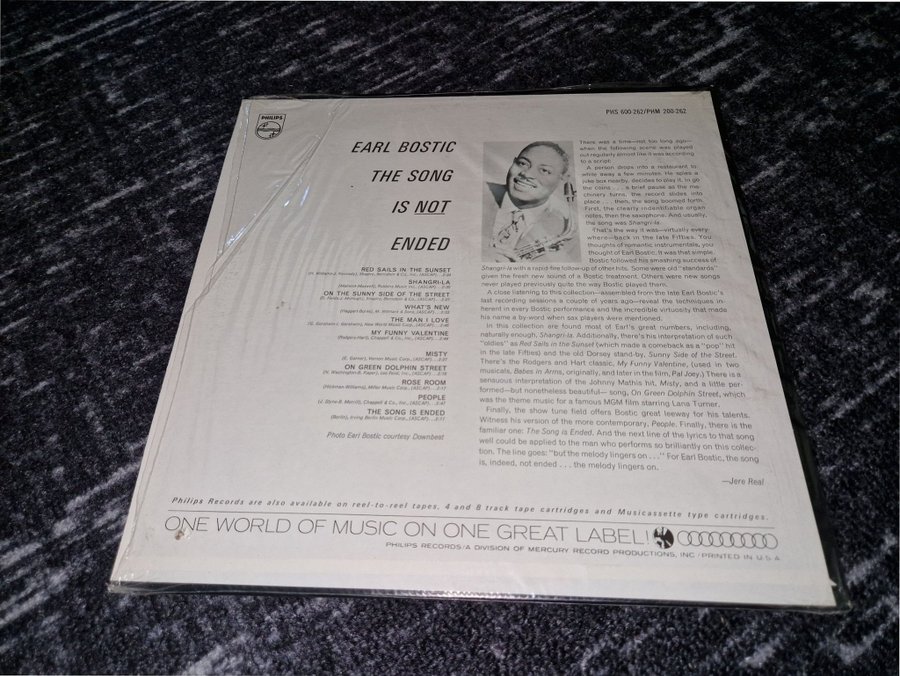 PHILIPS
PHS 600-262/PHM 200-262
EARL BOSTIC
THE SONG
IS NOT
ENDED
RED SAILS IN THE SUNSET
SHANGRI-LA
ON THE SUNNY SIDE OF THE STREET
WHAT'S NEW
THE MAN I LOVE
MY FUNNY VALENTINE
MISTY
ON GREEN DOLPHIN STREET
ROSE ROOM
PEOPLE
THE SONG IS ENDED
Photo Earl Bostic courtesy Downbeat
There was a time—not too long ago—
when the following scene was played
out regularly almost like it was according
to a script:
A person drops into a restaurant, to
while away a few minutes. He spies a
juke box nearby, decides to play it, in go
the coins . . . a brief pause as the ma-
chinery turns, the record slides into
place . . . then, the song boomed forth.
First, the clearly indentifiable organ
notes, then the saxophone. And usually,
the song was Shangri-la.
That's the way it was—virtually every-
where—back in the late Fifties. You
thoughts of romantic instrumentals, you
thought of Earl Bostic. It was that simple.
Bostic followed his smashing success of
Shangri-la with a rapid-fire follow-up of other hits. Some were old "standards"
given the fresh new sound of a Bostic treatment. Others were new songs
never played previously quite the way Bostic played them.
A close listening to this collection—assembled from the late Earl Bostic's
last recording sessions a couple of years ago—reveal the techniques in-
herent in every Bostic performance and the incredible virtuosity that made
his name a by word when sax players were mentioned.
In this collection are found most of Earl's great numbers, including,
naturally enough, Shangri-la. Additionally, there's his interpretation of such
"oldies" as Red Sails in the Sunset (which made a comeback as a "pop" hit
in the late Fifties) and the old Dorsey stand-by, Sunny Side of the Street.
There's the Rodgers and Hart classic, My Funny Valentine, (used in two
musicals, Babes in Arms, originally, and later in the film, Pal Joey.) There is a
sensuous interpretation of the Johnny Mathis hit, Misty, and a little per-
formed—but nonetheless beautiful— song, On Green Dolphin Street, which
was the theme music for a famous MGM film starring Lana Turner.
Finally, the show tune field offers Bostic great leeway for his talents.
Witness his version of the more contemporary, People. Finally, there is the
familiar one: The Song is Ended. And the next line of the lyrics to that song
well could be applied to the man who performs so brilliantly on this collec-
tion. The line goes: "but the melody lingers on . . ." For Earl Bostic, the song
is, indeed, not ended . . . the melody lingers on.
—Jere Real
Philips Records are also available on reel-to-reel tapes, 4 and 8 track tape cartridges and Musicassette type cartridges.
ONE WORLD OF MUSIC ON ONE GREAT LABEL!
PHILIPS RECORDS/A DIVISION OF MERCURY RECORD PRODUCTIONS, INC./PRINTED IN U.S.A.